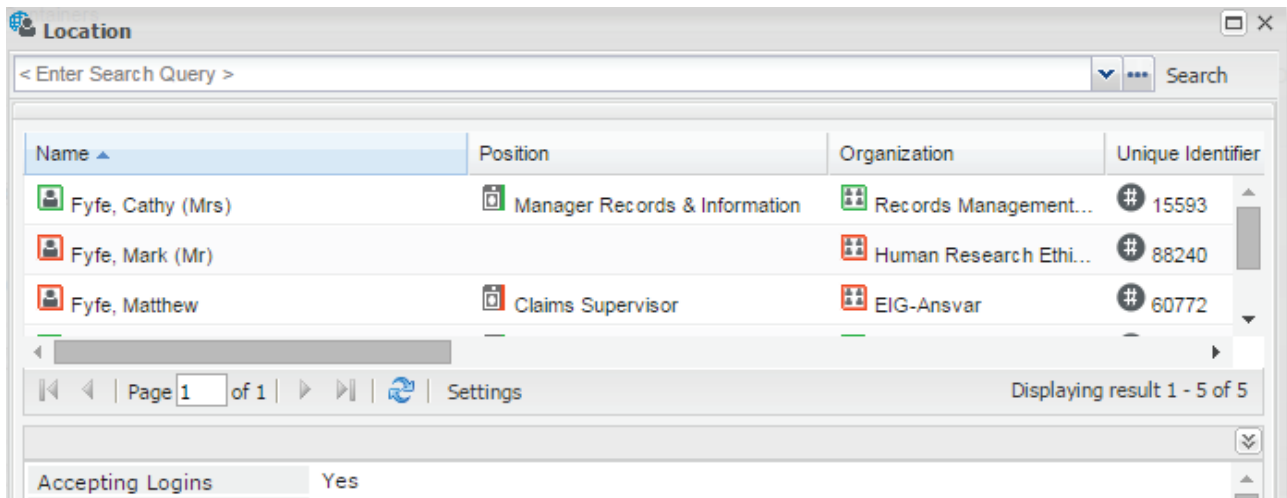 Location
< Enter Search Query > Search
Name Position Organization Unique Identifier
Fyfe, Cathy (Mrs) Manager Records & Information Records Management... # 15593
Fyfe, Mark (Mr) Human Research Ethi... # 88240
Fyfe, Matthew Claims Supervisor EIG-Ansvar # 60772
Page 1 of 1 Settings Displaying result 1 - 5 of 5
Accepting Logins Yes